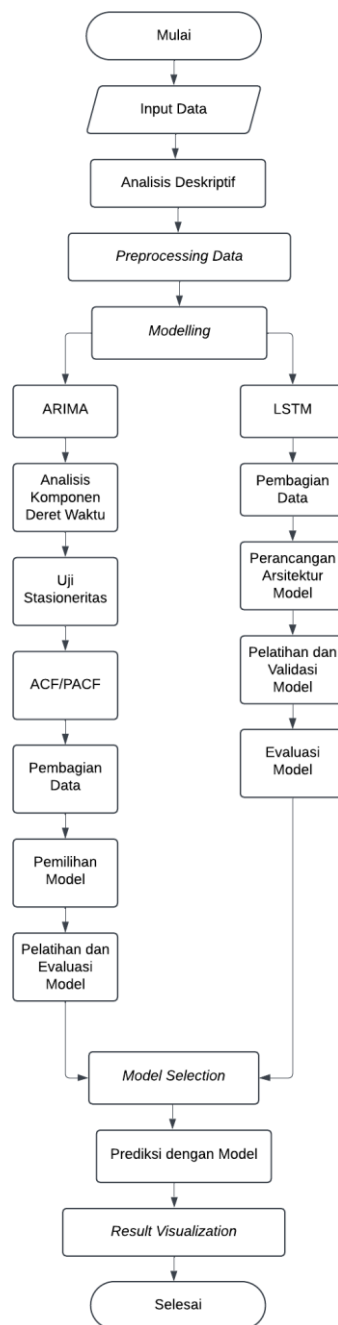 Mulai
Input Data
Analisis Deskriptif
Preprocessing Data
Modelling
ARIMA
Analisis
Komponen
Deret Waktu
Uji
Stasioneritas
ACF/PACF
Pembagian
Data
Pemilihan
Model
Pelatihan dan
Evaluasi
Model
LSTM
Pembagian
Data
Perancangan
Arsitektur
Model
Pelatihan dan
Validasi
Model
Evaluasi
Model
Model Selection
Prediksi dengan Model
Result Visualization
Selesai